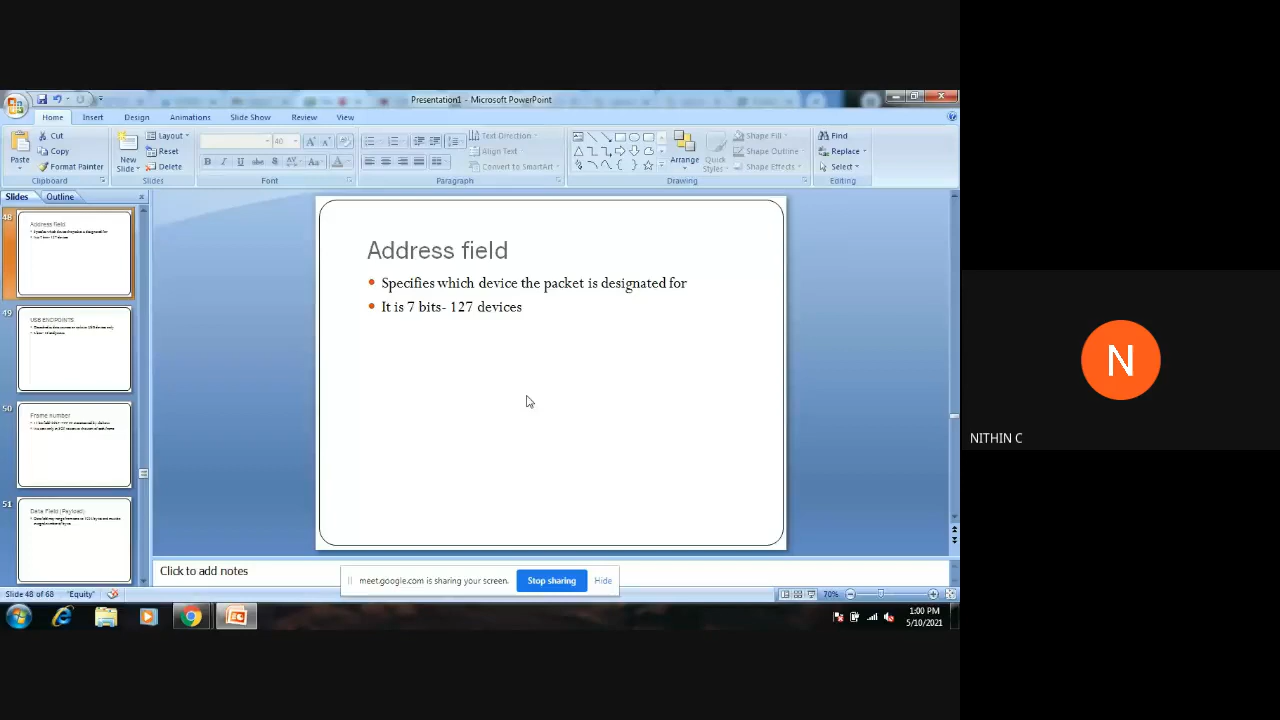 Presentation1 - Microsoft PowerPoint
Home Insert Design Animations Slide Show Review View
Paste
Cut
Copy
Format Painter
Clipboard
New
Slide
Layout
Reset
Delete
Slides
40
Font
Text Direction
Align Text
Convert to SmartArt
Paragraph
Arrange
Quick
Styles
Shape Fill
Shape Outline
Shape Effects
Drawing
Find
Replace
Select
Editing
Slides Outline
48
Address field
49
USB ENDPOINTS
50
Frame number
51
Data Field (Payload)
Address field
Specifies which device the packet is designated for
It is 7 bits- 127 devices
Click to add notes
meet.google.com is sharing your screen.
Stop sharing
Hide
Slide 48 of 68
"Equity"
70%
1:00 PM
5/10/2021
N
NITHIN C